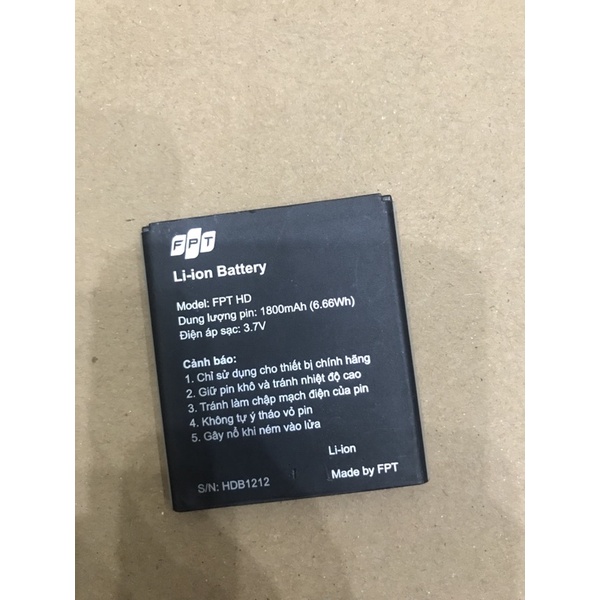 FPT
Li-ion Battery
Model: FPT HD
Dung lượng pin: 1800mAh (6.66Wh)
Điện áp sạc: 3.7V
Cảnh báo:
1. Chỉ sử dụng cho thiết bị chính hãng
2. Giữ pin khô và tránh nhiệt độ cao
3. Tránh làm chập mạch điện của pin
4. Không tự ý tháo vỏ pin
5. Gây nổ khi ném vào lửa
Li-ion
S/N: HDB1212
Made by FPT